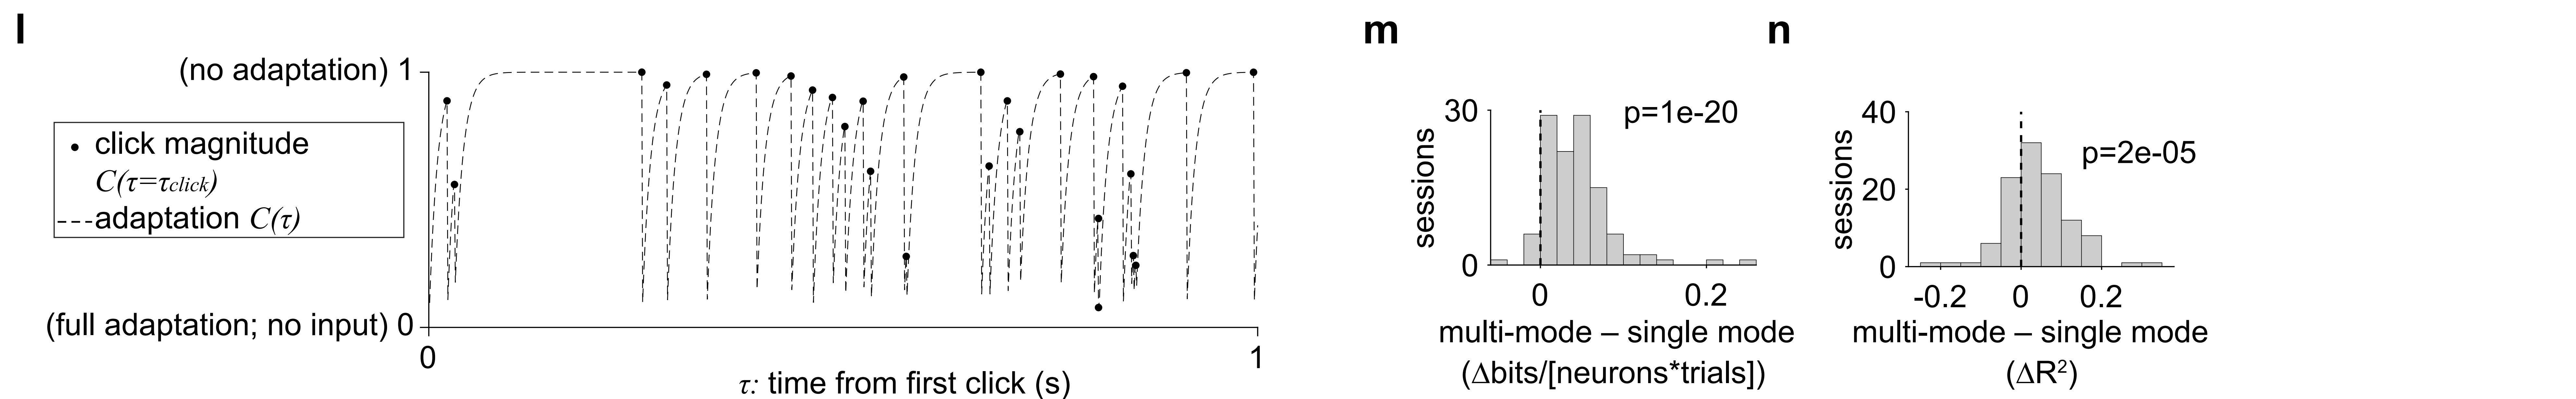 l
(no adaptation) 1
click magnitude
C(τ=τclick)
adaptation C(τ)
(full adaptation; no input) 0
0
1
τ: time from first click (s)
m
30
0
sessions
p=1e-20
0
0.2
multi-mode – single mode
(Δbits/[neurons*trials])
n
40
20
0
sessions
p=2e-05
-0.2
0
0.2
multi-mode – single mode
(ΔR²)